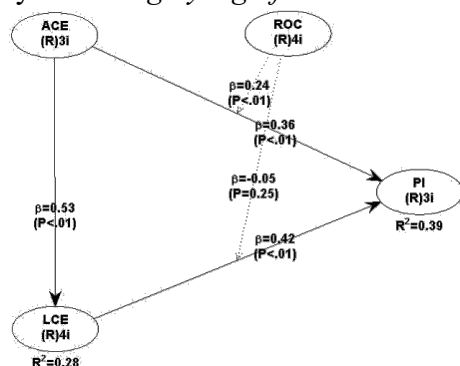 ACE
(R)3i
ROC
(R)4i
β=0.24
(P<.01)
β=0.36
(P<.01)
β=-0.05
(P=0.25)
PI
(R)3i
R²=0.39
β=0.53
(P<.01)
β=0.42
(P<.01)
LCE
(R)4i
R²=0.28